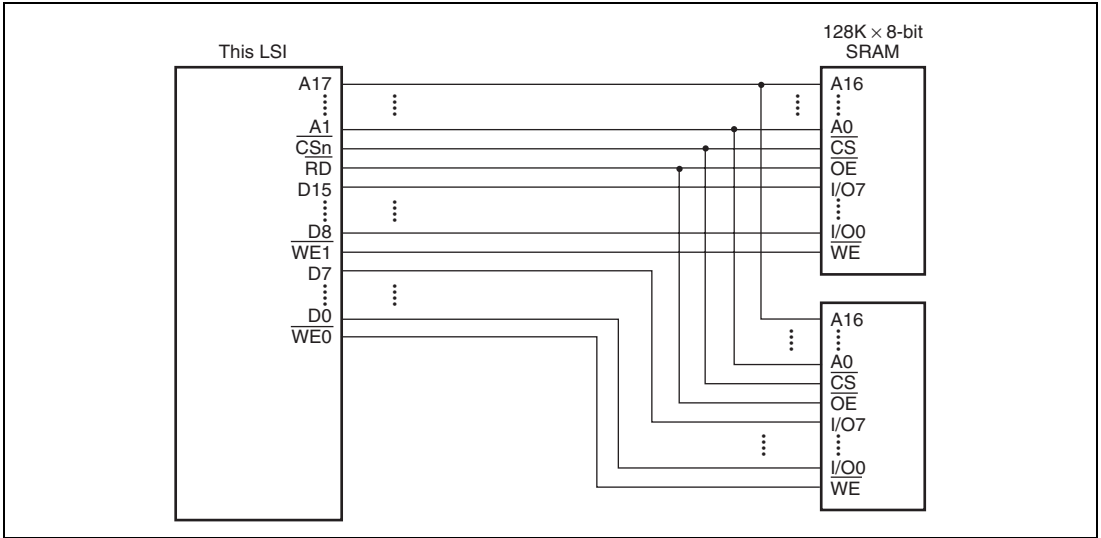 This LSI
A17
A1
CSn
RD
D15
D8
WE1
D7
D0
WE0
128K × 8-bit
SRAM
A16
A0
CS
OE
I/O7
I/O0
WE
A16
A0
CS
OE
I/O7
I/O0
WE